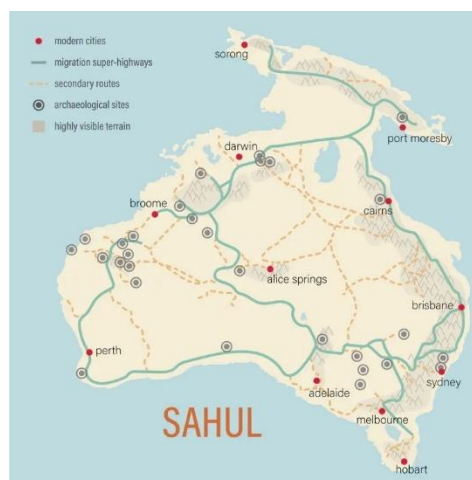 modern cities
migration super-highways
secondary routes
archaeological sites
highly visible terrain
sorong
port moresby
darwin
broome
cairns
alice springs
brisbane
perth
adelaide
sydney
melbourne
SAHUL
hobart